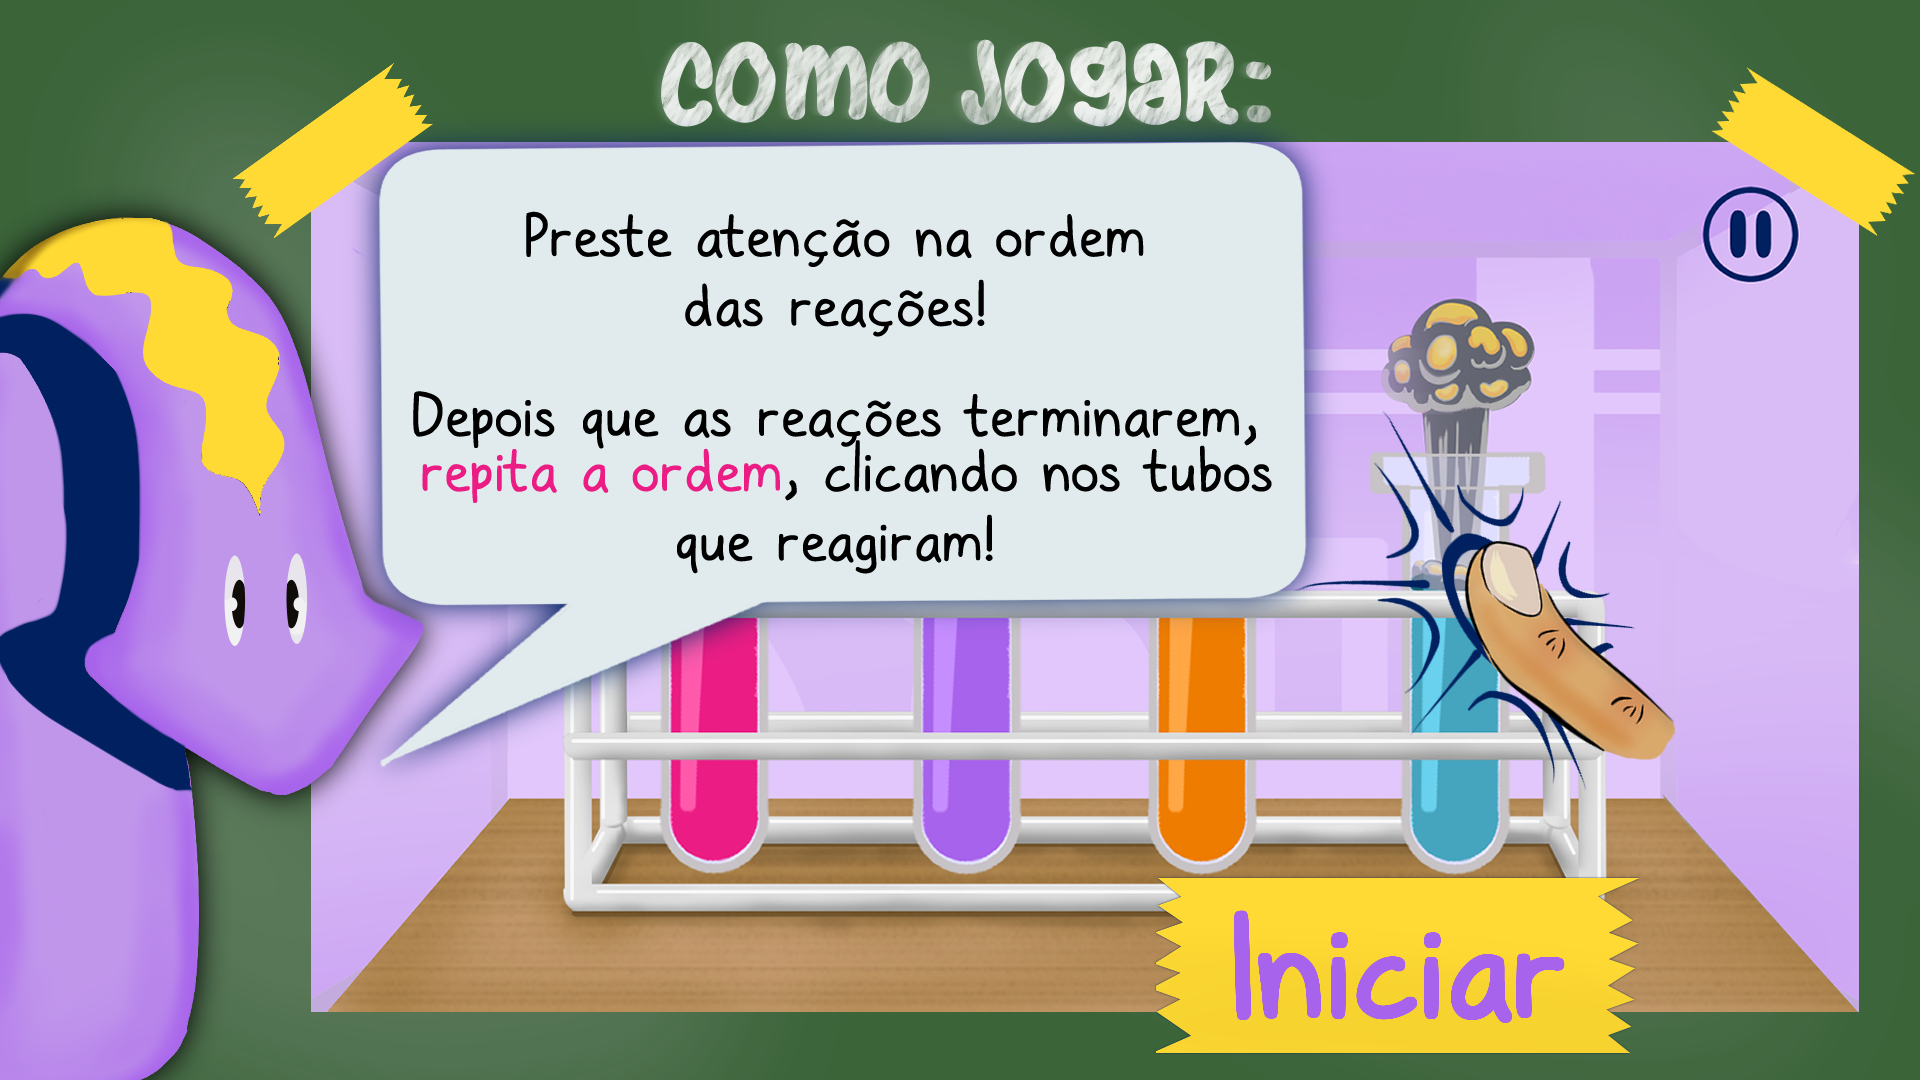 Como Jogar:
Preste atenção na ordem
das reações!
Depois que as reações terminarem,
repita a ordem, clicando nos tubos
que reagiram!
Iniciar